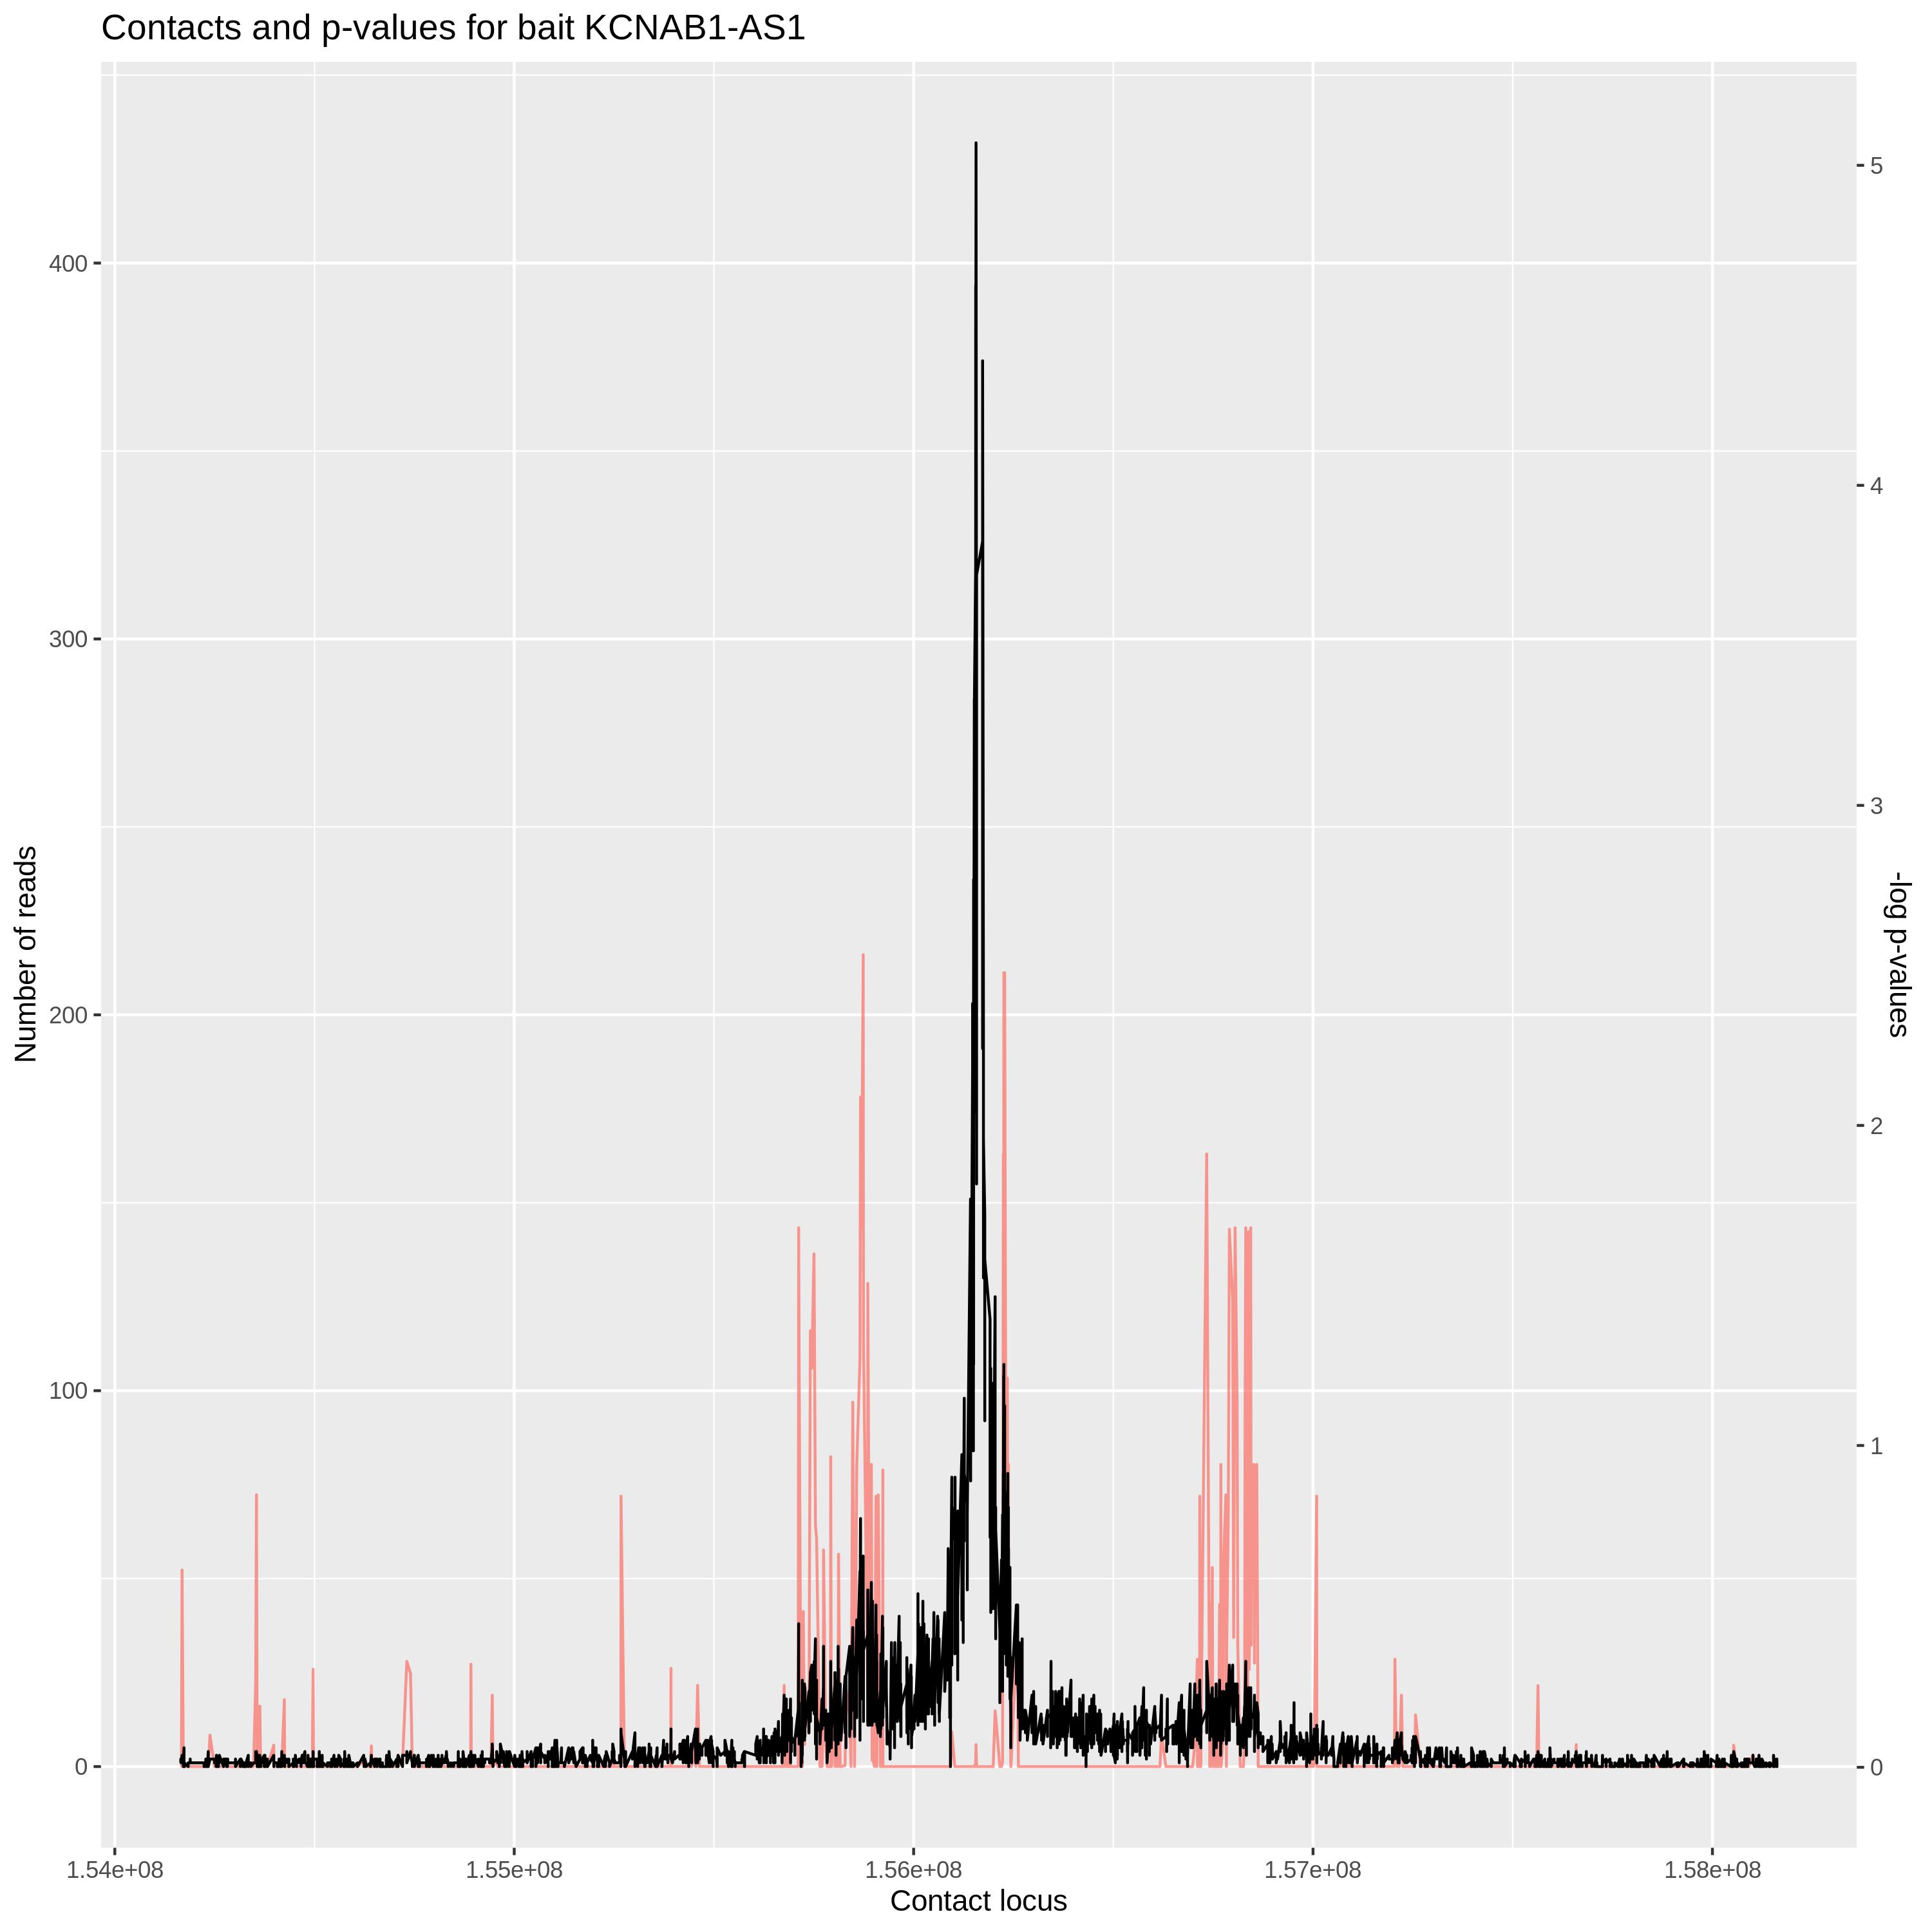 Contacts and p-values for bait KCNAB1-AS1
Number of reads
400
300
200
100
0
5
4
3
2
1
0
-log p-values
1.54e+08
1.55e+08
1.56e+08
1.57e+08
1.58e+08
Contact locus